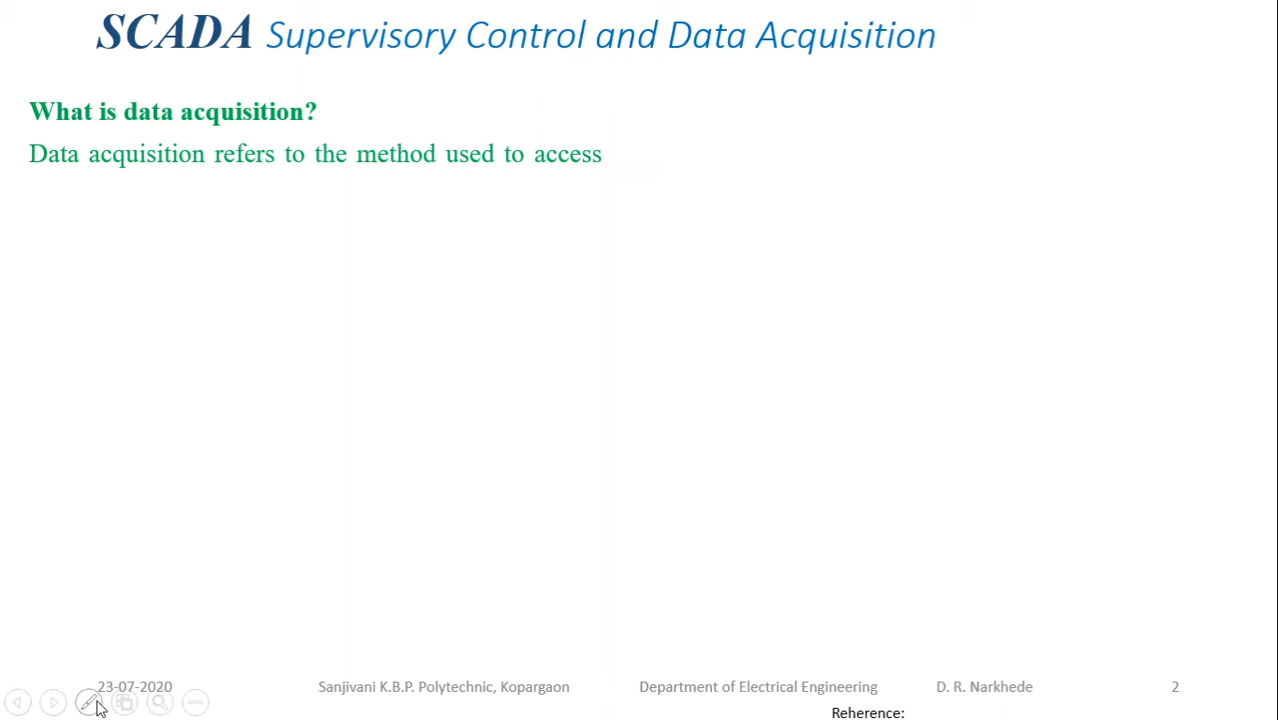 SCADA Supervisory Control and Data Acquisition
What is data acquisition?
Data acquisition refers to the method used to access
23-07-2020 Sanjivani K.B.P. Polytechnic, Kopargaon Department of Electrical Engineering D. R. Narkhede 2
Reherence: